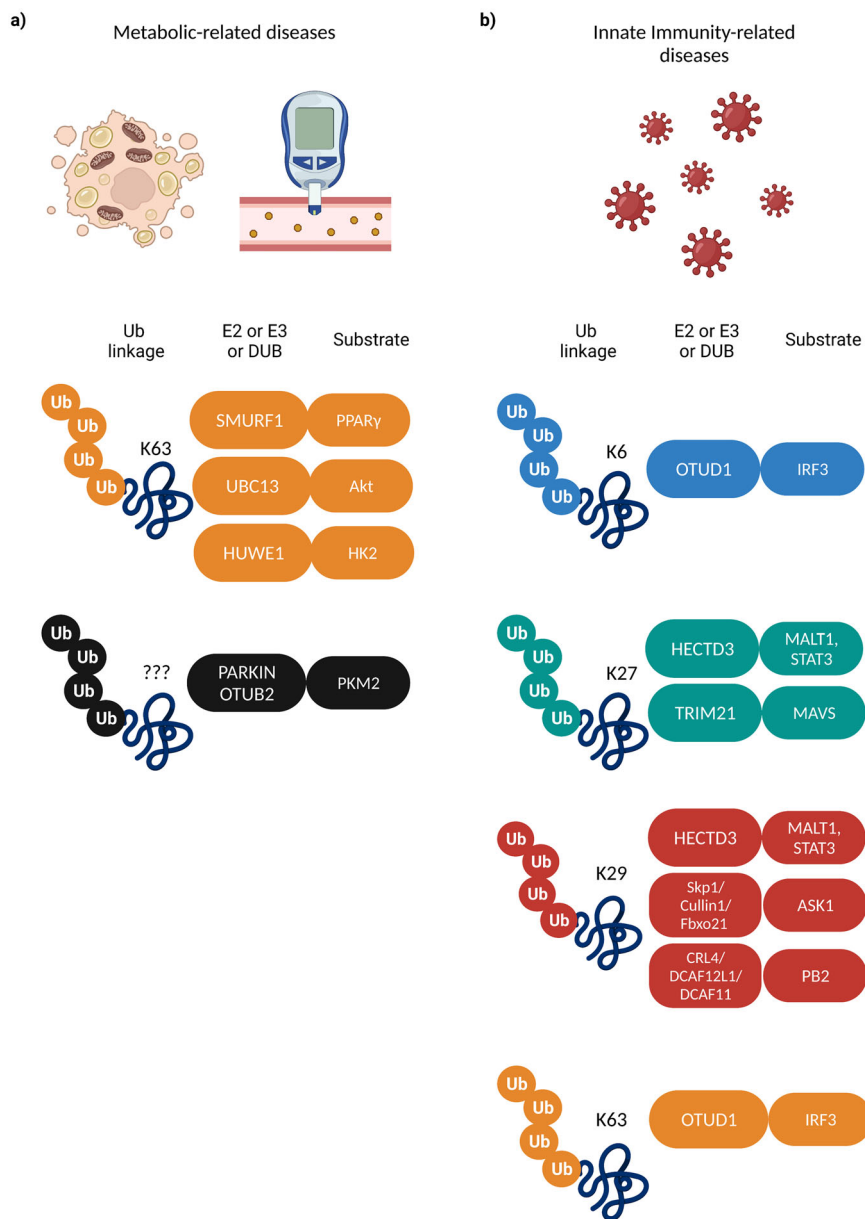 a)
Metabolic-related diseases
Ub
linkage
E2 or E3
or DUB
Substrate
Ub
Ub
Ub
Ub
K63
SMURF1
PPARγ
UBC13
Akt
HUWE1
HK2
Ub
Ub
Ub
Ub
???
PARKIN
OTUB2
PKM2
b)
Innate Immunity-related
diseases
Ub
linkage
E2 or E3
or DUB
Substrate
Ub
Ub
Ub
Ub
K6
OTUD1
IRF3
Ub
Ub
Ub
Ub
K27
HECTD3
MALT1,
STAT3
TRIM21
MAVS
Ub
Ub
Ub
Ub
K29
HECTD3
MALT1,
STAT3
Skp1/
Cullin1/
Fbxo21
ASK1
CRL4/
DCAF12L1/
DCAF11
PB2
Ub
Ub
Ub
Ub
K63
OTUD1
IRF3